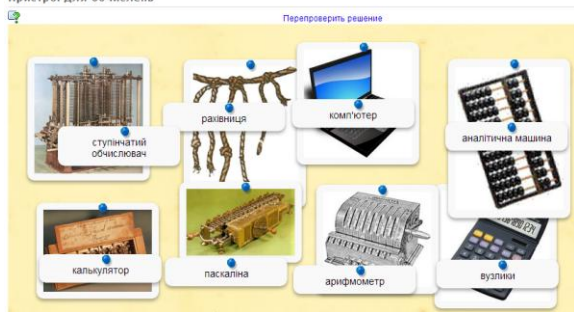 Перепроверить решение
рахівниця
комп'ютер
ступінчатий
обчислювач
аналітична машина
калькулятор
паскаліна
арифмометр
вузлики